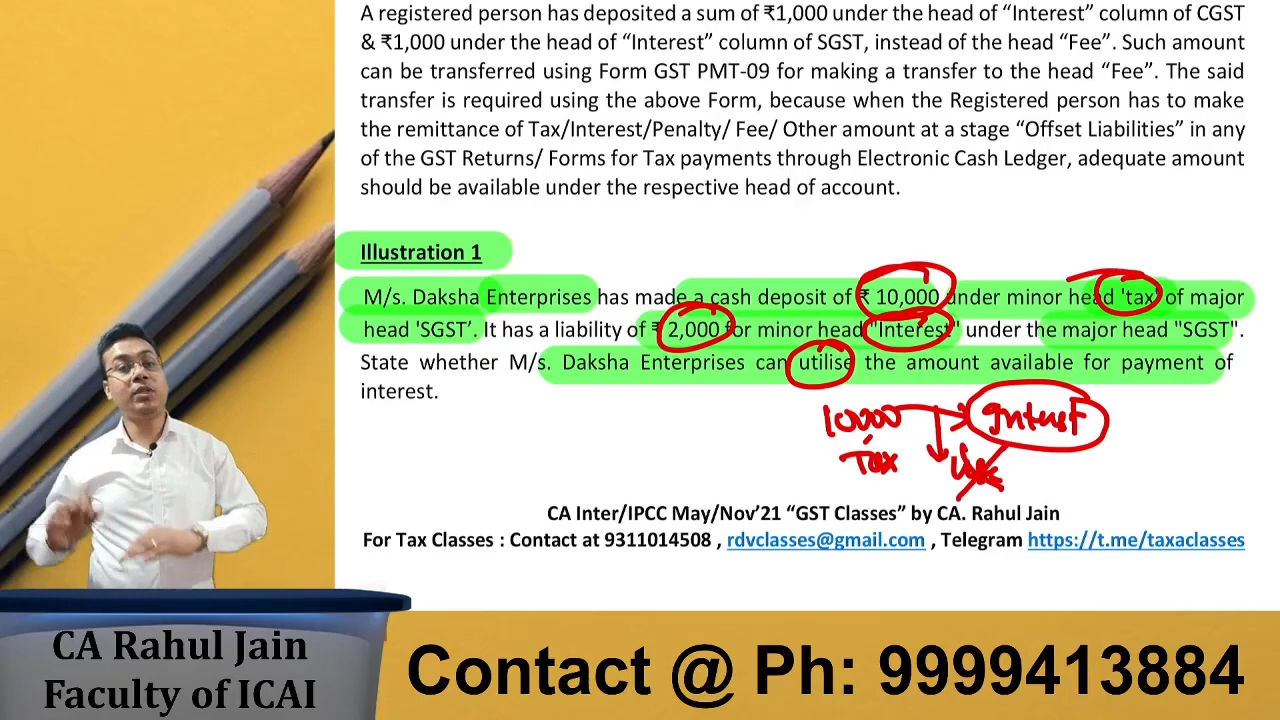 A registered person has deposited a sum of ₹1,000 under the head of “Interest” column of CGST
& ₹1,000 under the head of “Interest” column of SGST, instead of the head “Fee”. Such amount
can be transferred using Form GST PMT-09 for making a transfer to the head “Fee”. The said
transfer is required using the above Form, because when the Registered person has to make
the remittance of Tax/Interest/Penalty/ Fee/ Other amount at a stage “Offset Liabilities” in any
of the GST Returns/ Forms for Tax payments through Electronic Cash Ledger, adequate amount
should be available under the respective head of account.
Illustration 1
M/s. Daksha Enterprises has made a cash deposit of ₹ 10,000 under minor head 'tax' of major
head 'SGST’. It has a liability of ₹ 2,000 for minor head "Interest" under the major head "SGST".
State whether M/s. Daksha Enterprises can utilise the amount available for payment of
interest.
10000 Interest
Tax
CA Inter/IPCC May/Nov’21 “GST Classes” by CA. Rahul Jain
For Tax Classes : Contact at 9311014508 , rdvclasses@gmail.com , Telegram https://t.me/taxaclasses
CA Rahul Jain
Faculty of ICAI
Contact @ Ph: 9999413884